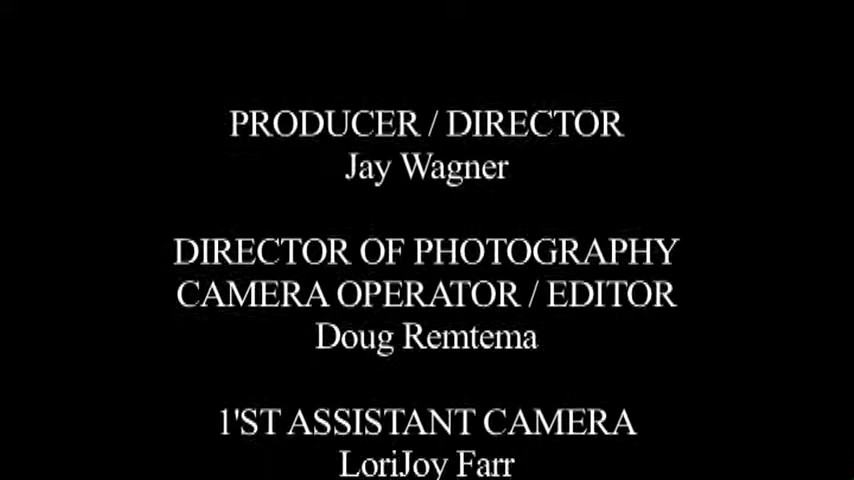 PRODUCER / DIRECTOR
Jay Wagner
DIRECTOR OF PHOTOGRAPHY
CAMERA OPERATOR / EDITOR
Doug Remtema
1'ST ASSISTANT CAMERA
LoriJoy Farr